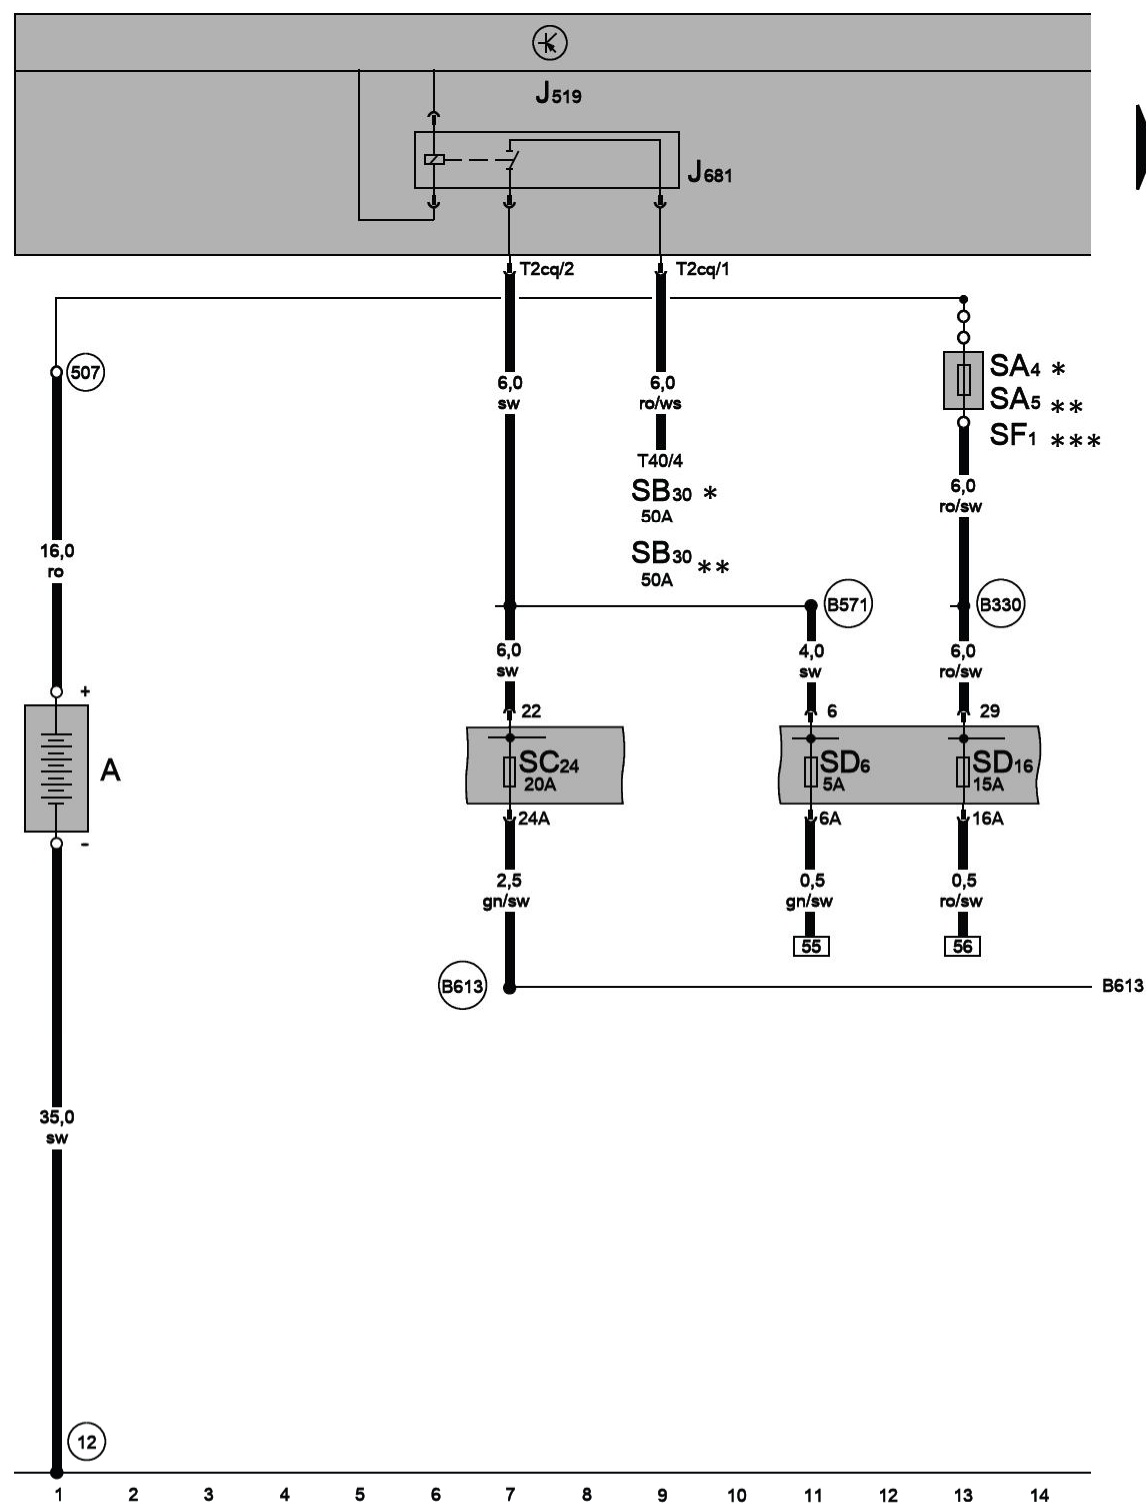 J519
J681
T2cq/2
T2cq/1
507
SA4 *
SA5 **
SF1 ***
6,0
sw
6,0
ro/ws
T40/4
SB30 *
50A
SB30 **
50A
6,0
ro/sw
16,0
ro
B571
B330
6,0
sw
4,0
sw
6,0
ro/sw
+
22
6
29
A
SC24
20A
SD6
5A
SD16
15A
24A
6A
16A
-
2,5
gn/sw
0,5
gn/sw
0,5
ro/sw
55
56
B613
B613
35,0
sw
12
1 2 3 4 5 6 7 8 9 10 11 12 13 14